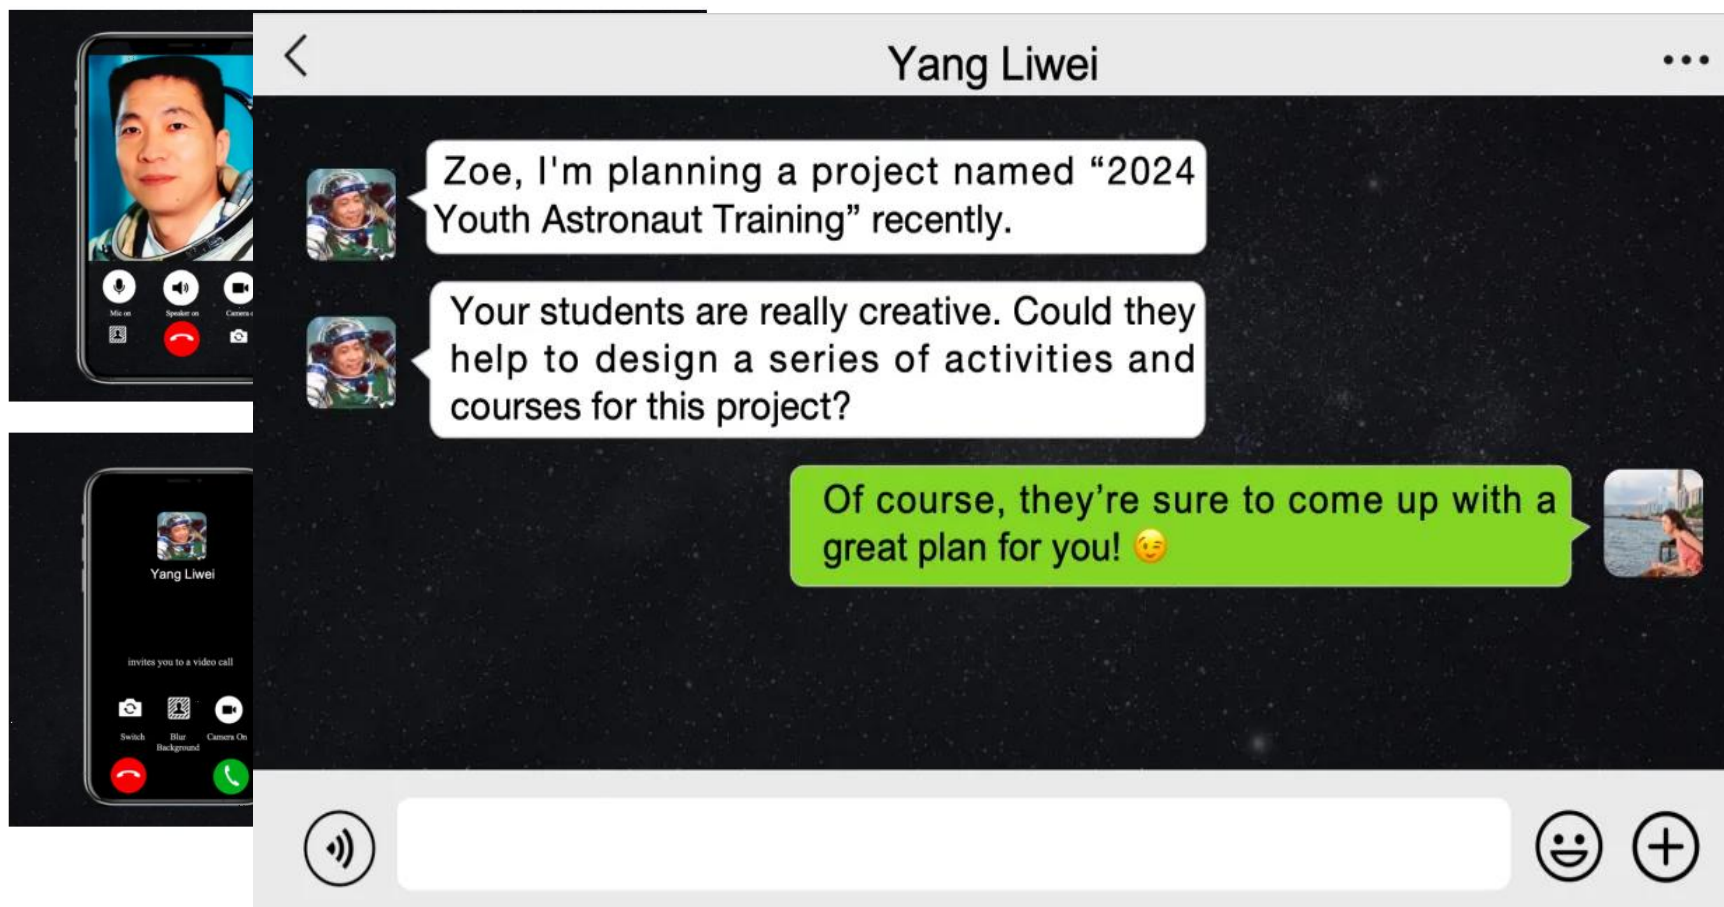 Yang Liwei
Zoe, I'm planning a project named “2024
Youth Astronaut Training” recently.
Your students are really creative. Could they
help to design a series of activities and
courses for this project?
Of course, they’re sure to come up with a
great plan for you! 😉
Mic on
Speaker on
Camera
Yang Liwei
invites you to a video call
Switch
Blur
Background
Camera On